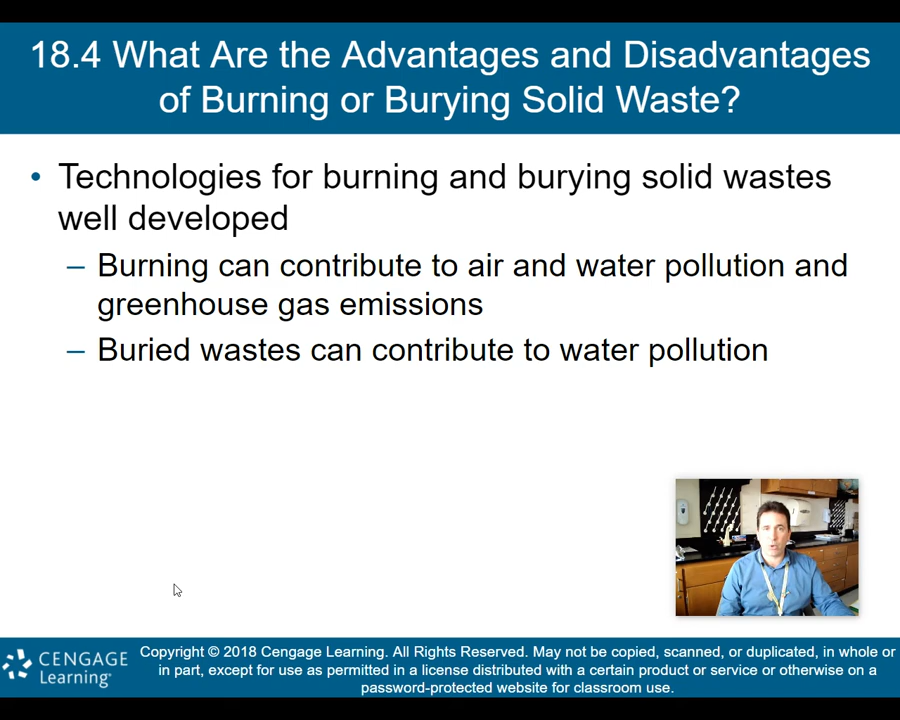 18.4 What Are the Advantages and Disadvantages
of Burning or Burying Solid Waste?
• Technologies for burning and burying solid wastes
well developed
– Burning can contribute to air and water pollution and
greenhouse gas emissions
– Buried wastes can contribute to water pollution
CENGAGE
Learning™
Copyright © 2018 Cengage Learning. All Rights Reserved. May not be copied, scanned, or duplicated, in whole or
in part, except for use as permitted in a license distributed with a certain product or service or otherwise on a
password-protected website for classroom use.